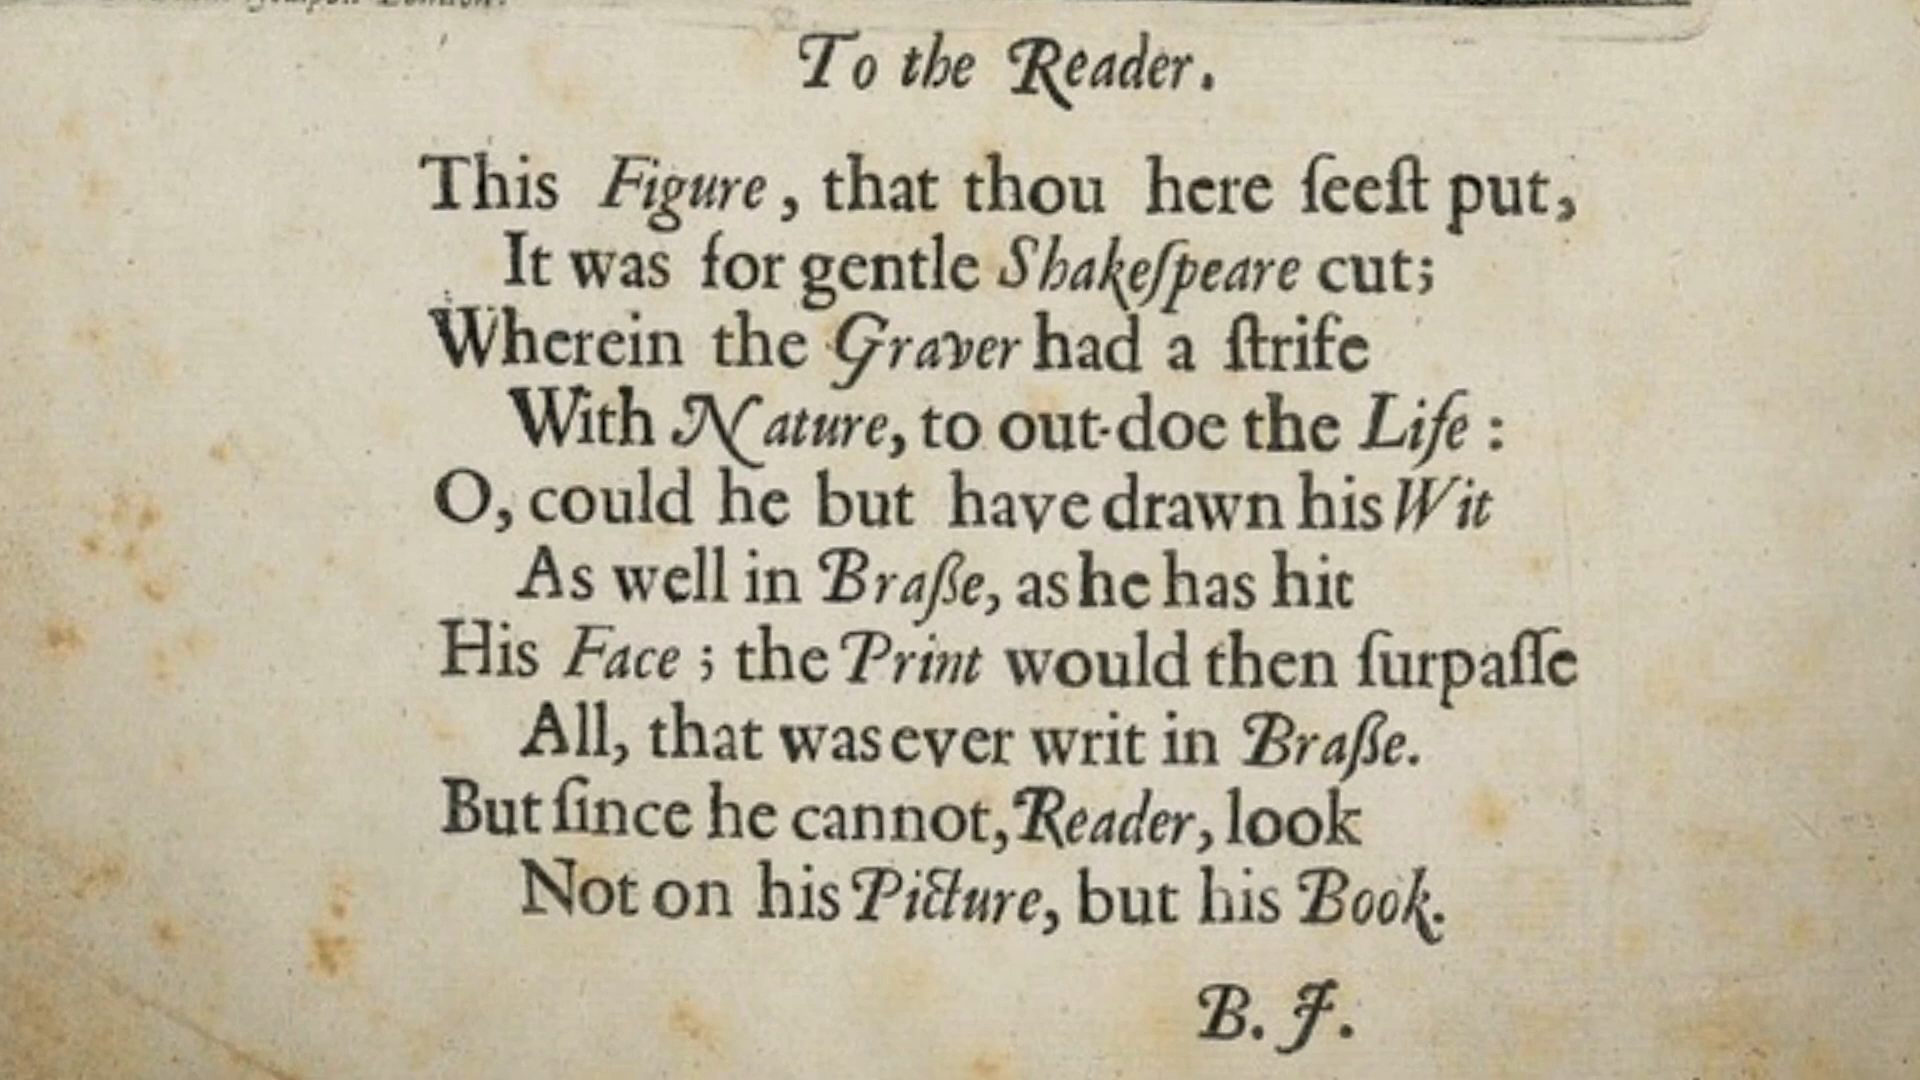 To the Reader.
This Figure, that thou here ſeeſt put,
It was for gentle Shakeſpeare cut;
Wherein the Graver had a ſtrife
With Nature, to out-doe the Life :
O, could he but have drawn his Wit
As well in Braſſe, as he has hit
His Face ; the Print would then ſurpaſſe
All, that was ever writ in Braſſe.
But ſince he cannot, Reader, look
Not on his Picture, but his Book.
B. J.